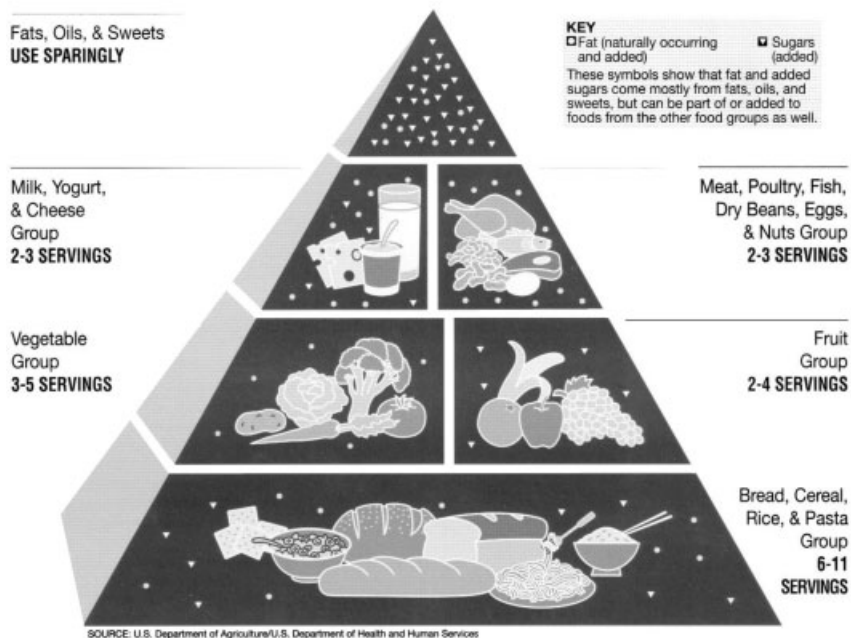 Fats, Oils, & Sweets
USE SPARINGLY
KEY
Fat (naturally occurring and added)
Sugars (added)
These symbols show that fat and added
sugars come mostly from fats, oils, and
sweets, but can be part of or added to
foods from the other food groups as well.
Milk, Yogurt,
& Cheese
Group
2-3 SERVINGS
Meat, Poultry, Fish,
Dry Beans, Eggs,
& Nuts Group
2-3 SERVINGS
Vegetable
Group
3-5 SERVINGS
Fruit
Group
2-4 SERVINGS
Bread, Cereal,
Rice, & Pasta
Group
6-11
SERVINGS
SOURCE: U.S. Department of Agriculture/U.S. Department of Health and Human Services